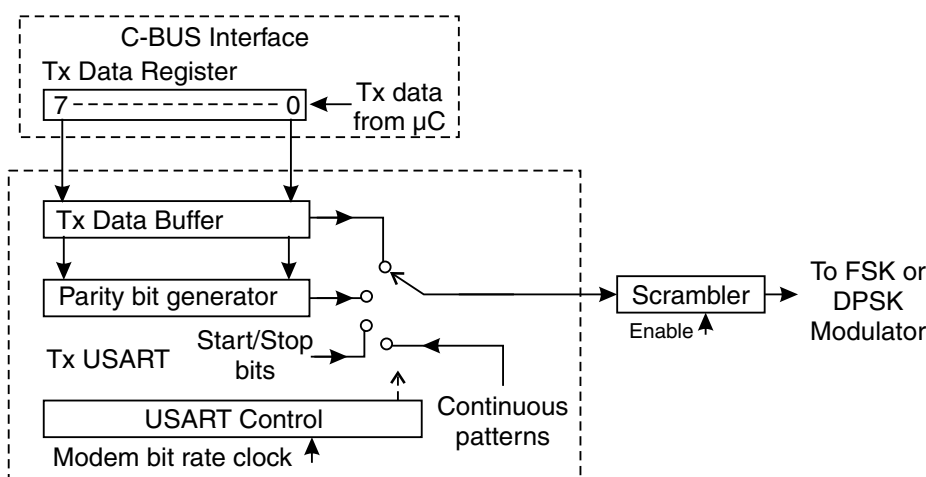 C-BUS Interface
Tx Data Register
7 0
Tx data
from µC
Tx Data Buffer
Parity bit generator
Start/Stop
bits
Tx USART
USART Control
Modem bit rate clock
Continuous
patterns
Scrambler
Enable
To FSK or
DPSK
Modulator